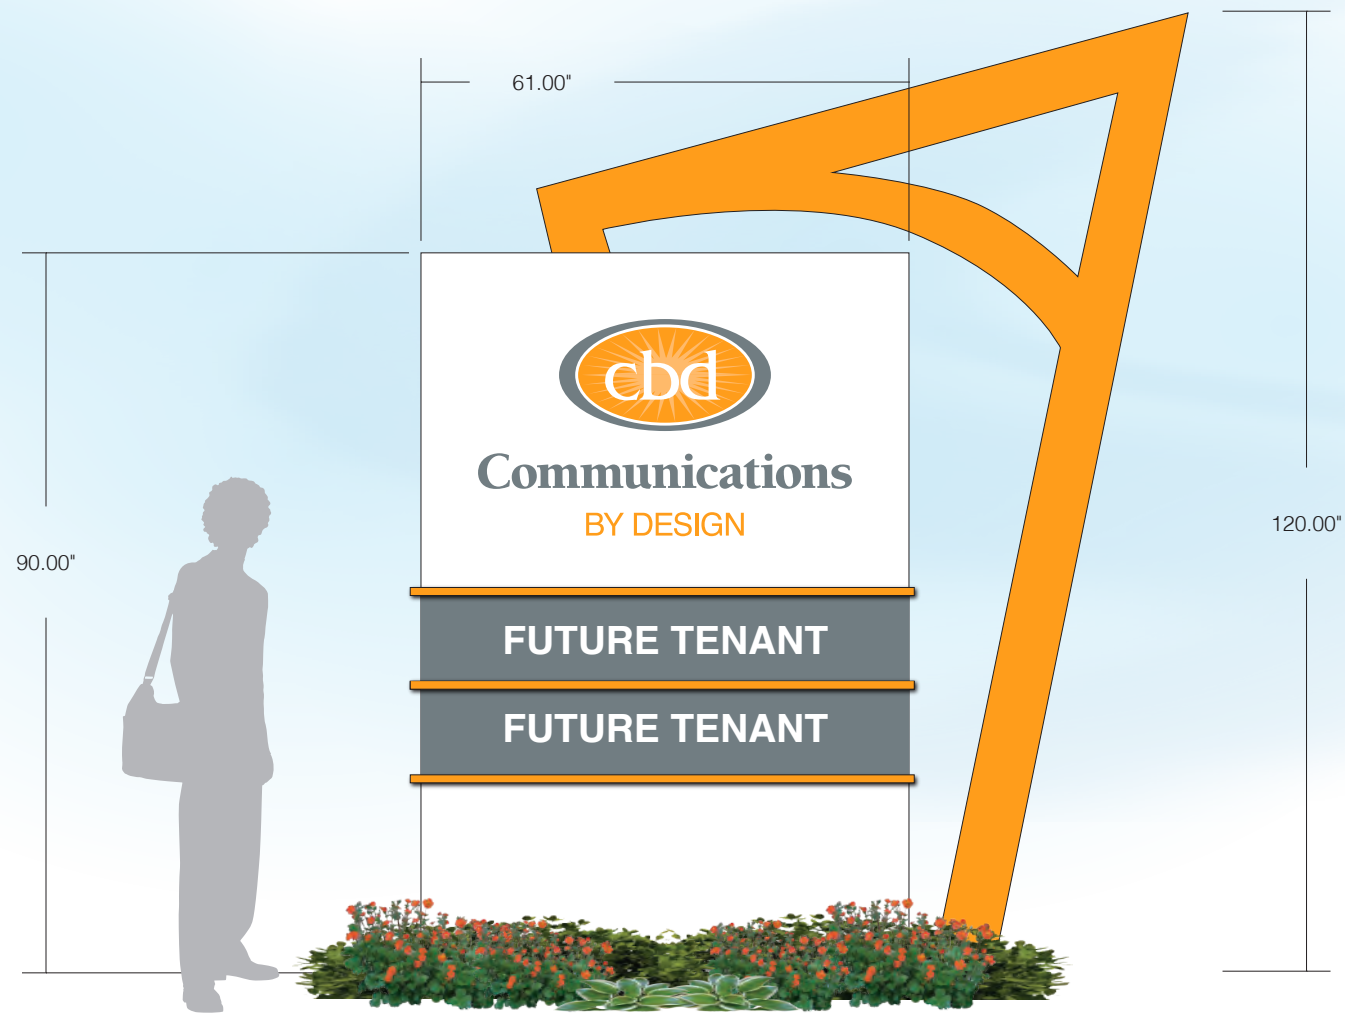 61.00"
cbd
Communications
BY DESIGN
120.00"
90.00"
FUTURE TENANT
FUTURE TENANT